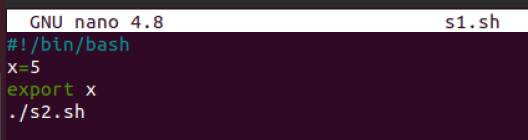 GNU nano 4.8 s1.sh
#!/bin/bash
x=5
export x
./s2.sh